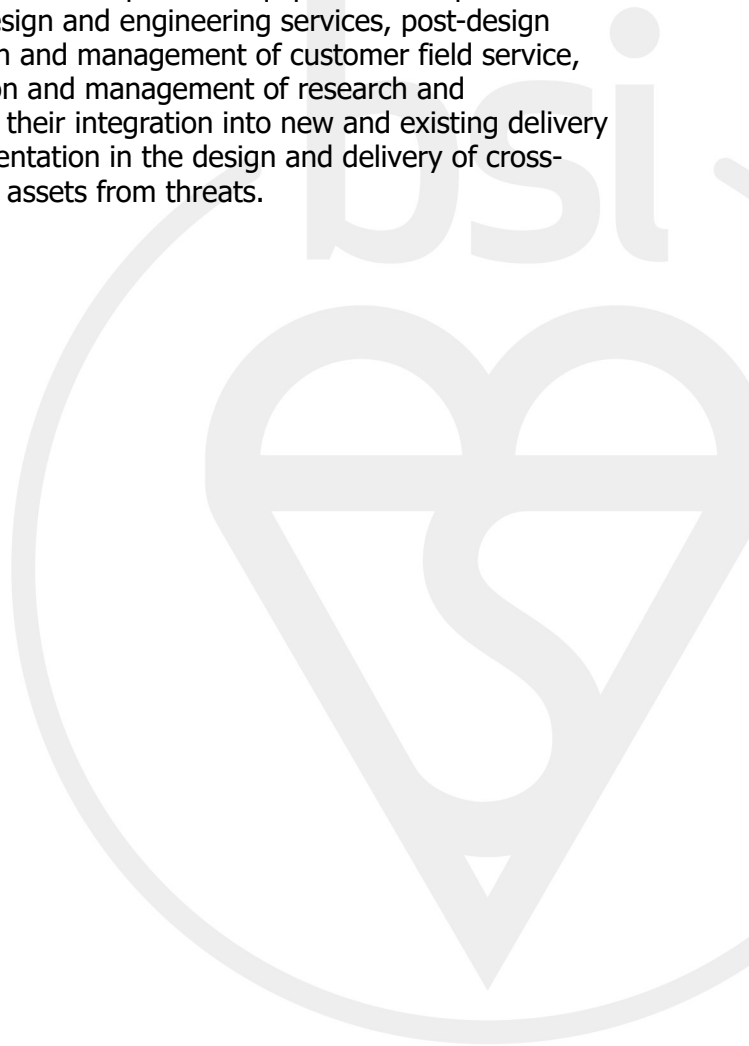 esign and engineering services, post-design
n and management of customer field service,
on and management of research and
their integration into new and existing delivery
entation in the design and delivery of cross-
assets from threats.
bsi